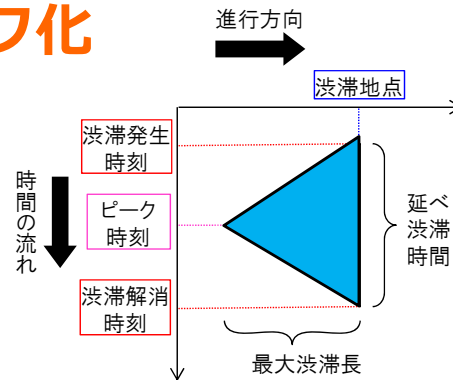 フ化
進行方向
渋滞地点
渋滞発生
時刻
時間の流れ
ピーク
時刻
延べ
渋滞
時間
渋滞解消
時刻
最大渋滞長